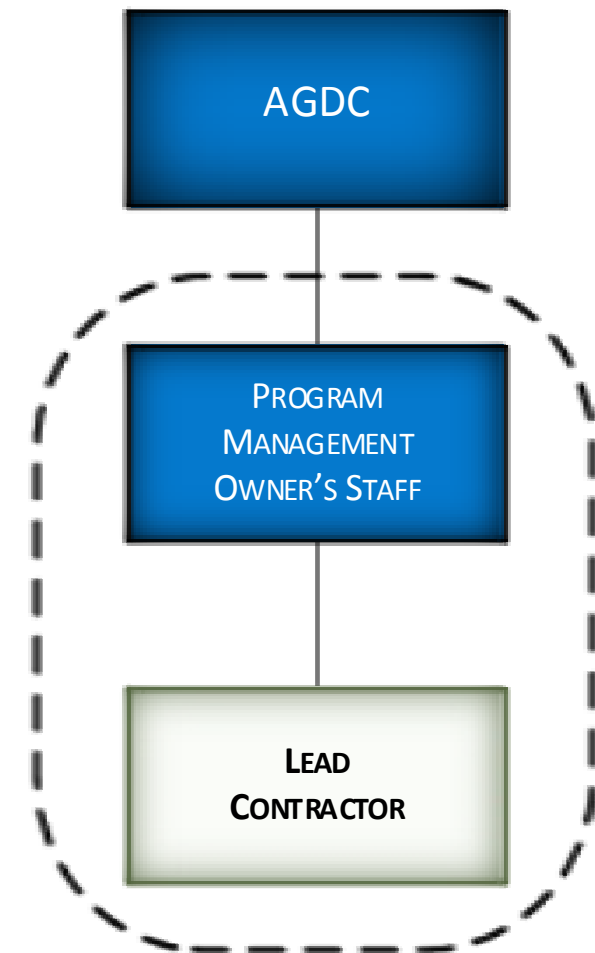 AGDC
PROGRAM
MANAGEMENT
OWNER’S STAFF
LEAD
CONTRACTOR